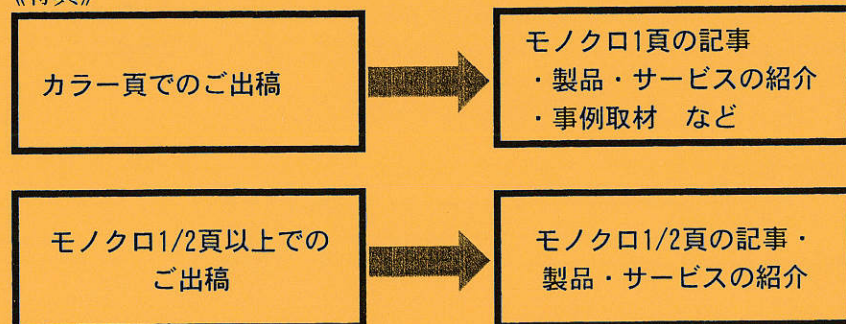 カラー頁でのご出稿
モノクロ1頁の記事
・製品・サービスの紹介
・事例取材　など
モノクロ1/2頁以上での
ご出稿
モノクロ1/2頁の記事・
製品・サービスの紹介